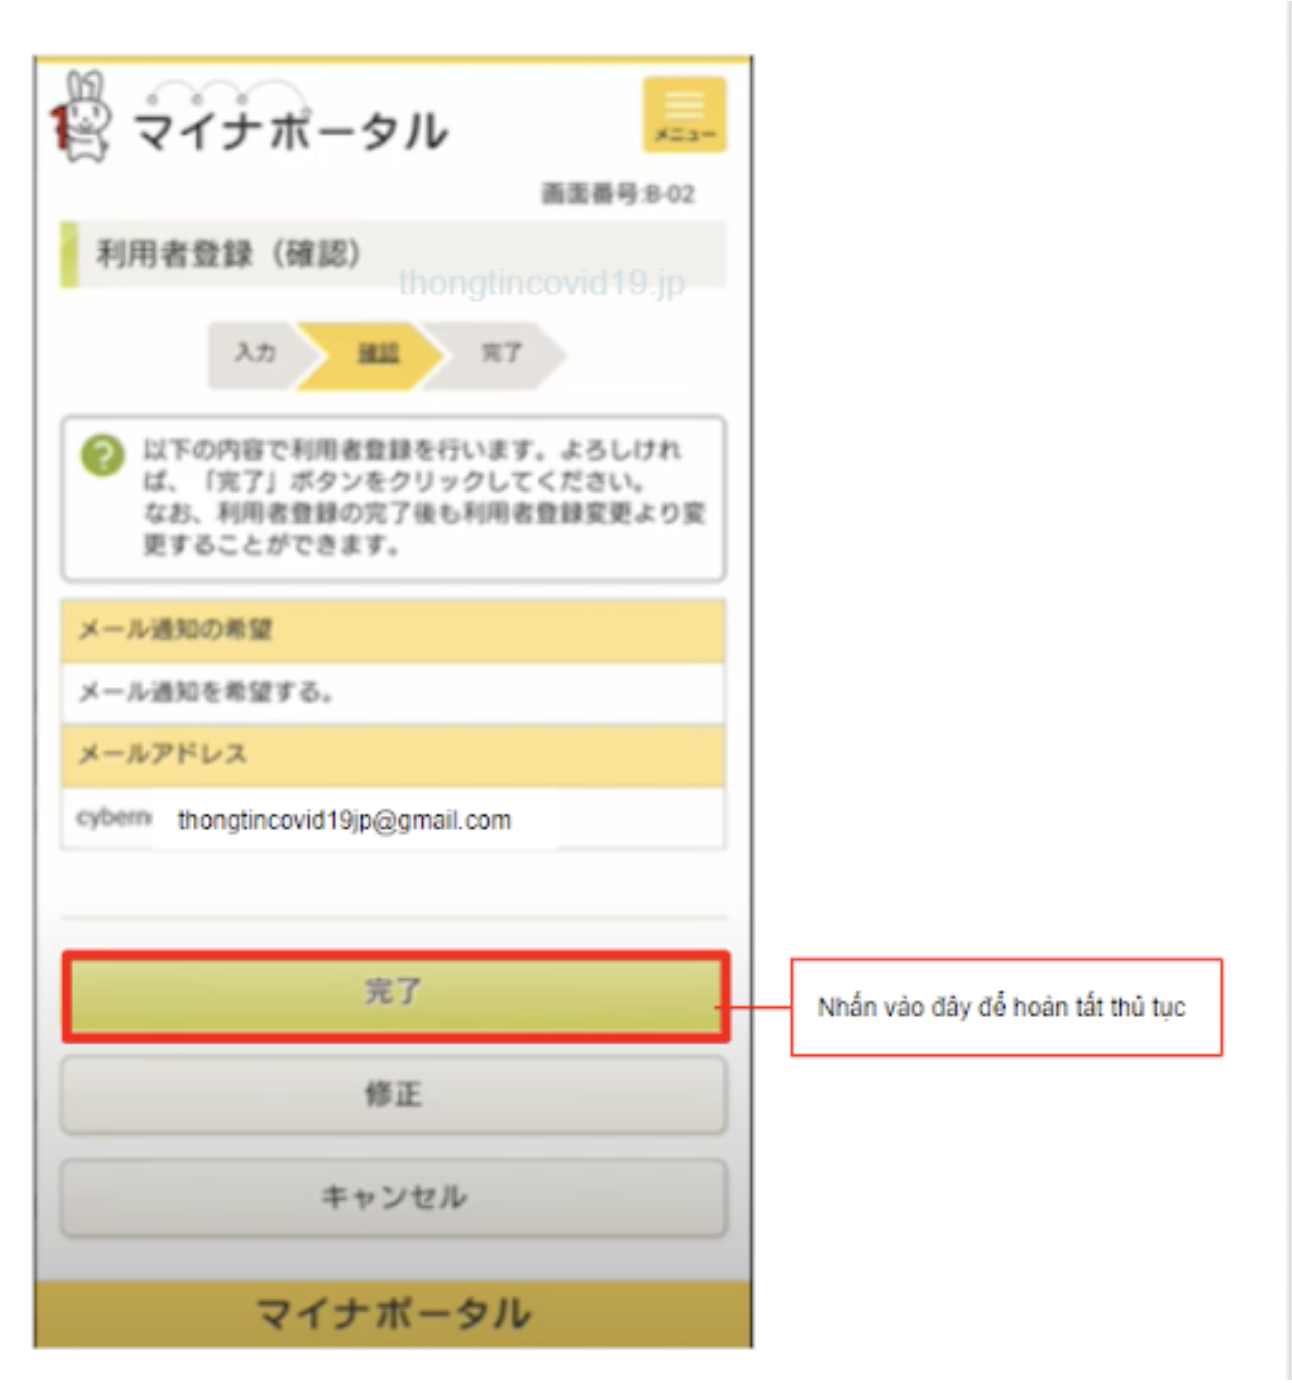 マイナポータル
メニュー
画面番号:B-02
利用者登録（確認）
thongtincovid19.jp
入力
確認
完了
以下の内容で利用者登録を行います。よろしけれ
ば、「完了」ボタンをクリックしてください。
なお、利用者登録の完了後も利用者登録変更より変
更することができます。
メール通知の希望
メール通知を希望する。
メールアドレス
thongtincovid19jp@gmail.com
完了
Nhấn vào đây để hoàn tất thủ tục
修正
キャンセル
マイナポータル